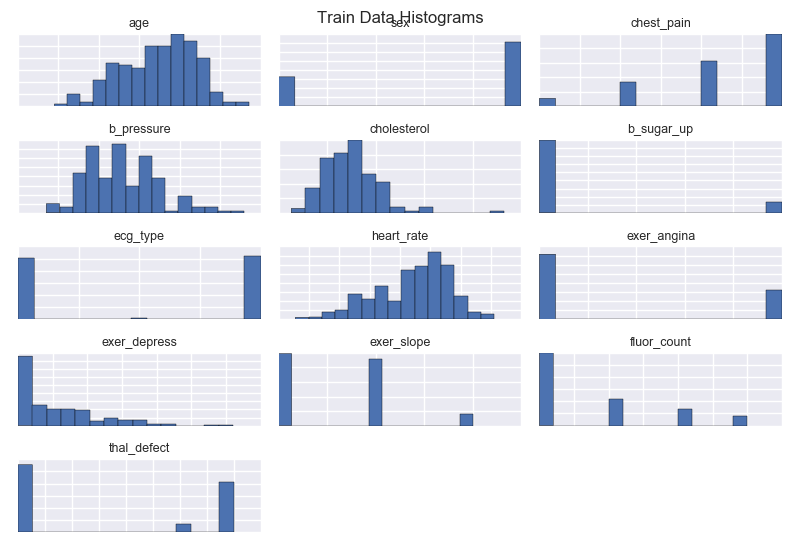 Train Data Histograms
age
sex
chest_pain
b_pressure
cholesterol
b_sugar_up
ecg_type
heart_rate
exer_angina
exer_depress
exer_slope
fluor_count
thal_defect